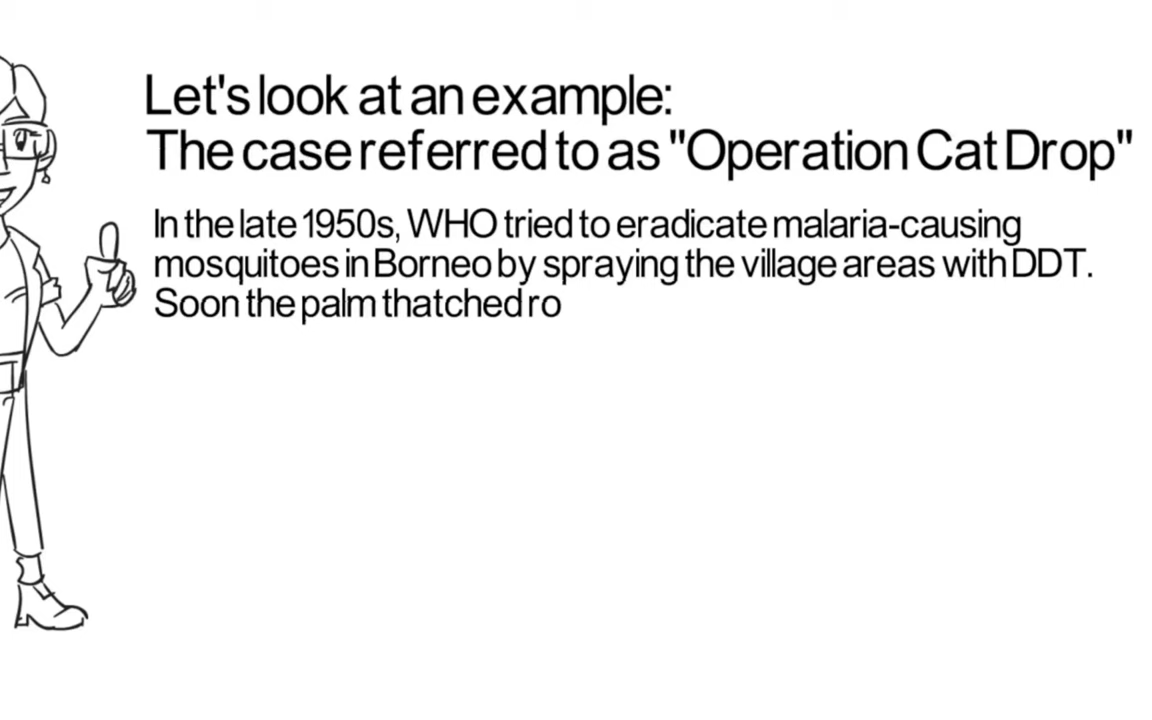 Let's look at an example:
The case referred to as "Operation Cat Drop"
In the late 1950s, WHO tried to eradicate malaria-causing
mosquitoes in Borneo by spraying the village areas with DDT.
Soon the palm thatched ro